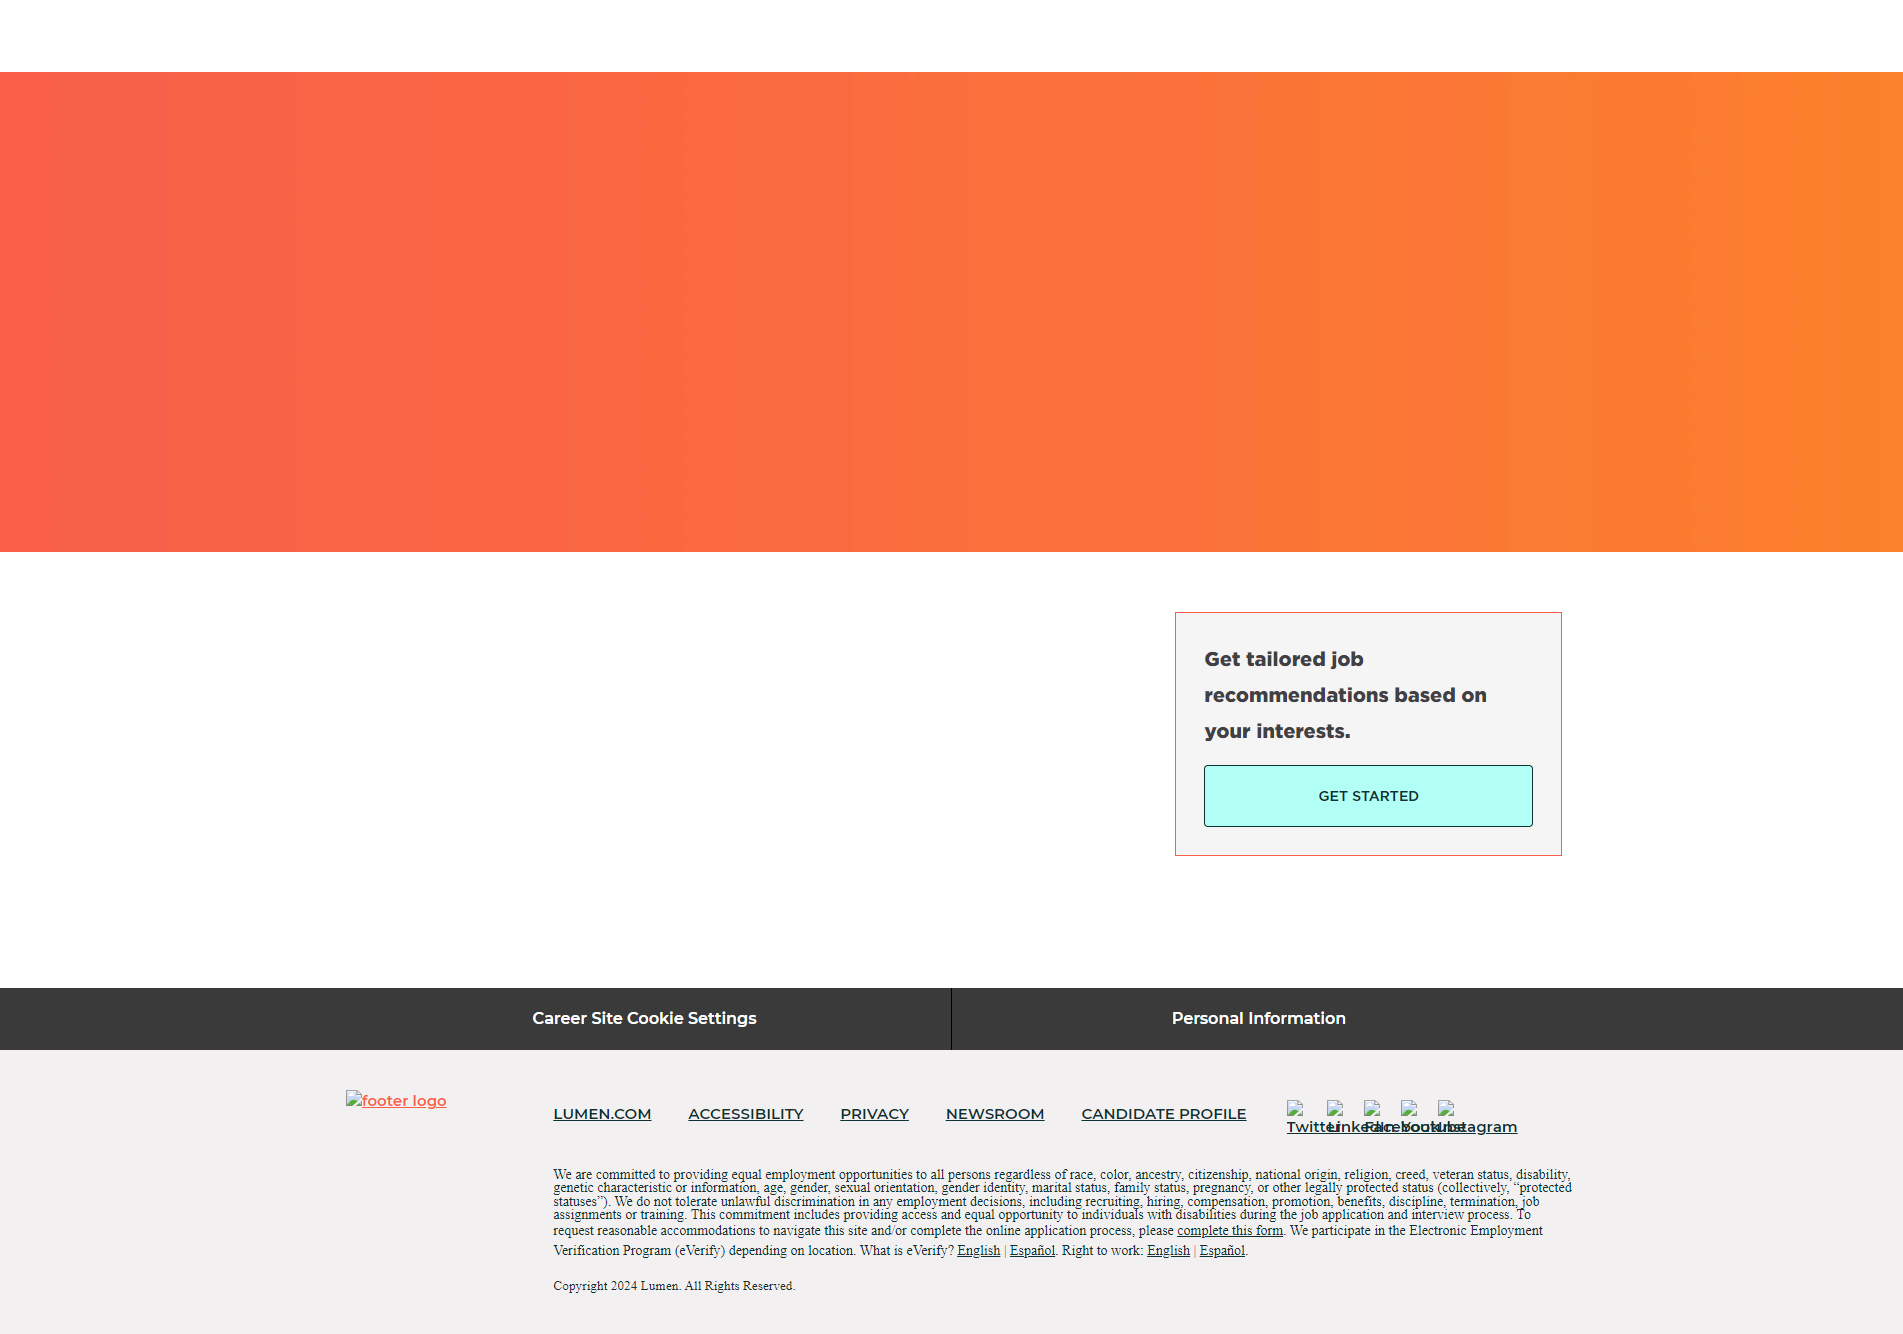 Get tailored job
recommendations based on
your interests.
GET STARTED
Career Site Cookie Settings
Personal Information
footer logo
LUMEN.COM
ACCESSIBILITY
PRIVACY
NEWSROOM
CANDIDATE PROFILE
Twitter
LinkedIn
Facebook
Youtube
Instagram
We are committed to providing equal employment opportunities to all persons regardless of race, color, ancestry, citizenship, national origin, religion, creed, veteran status, disability,
genetic characteristic or information, age, gender, sexual orientation, gender identity, marital status, family status, pregnancy, or other legally protected status (collectively, “protected
statuses”). We do not tolerate unlawful discrimination in any employment decisions, including recruiting, hiring, compensation, promotion, benefits, discipline, termination, job
assignments or training. This commitment includes providing access and equal opportunity to individuals with disabilities during the job application and interview process. To
request reasonable accommodations to navigate this site and/or complete the online application process, please complete this form. We participate in the Electronic Employment
Verification Program (eVerify) depending on location. What is eVerify? English | Español. Right to work: English | Español.
Copyright 2024 Lumen. All Rights Reserved.